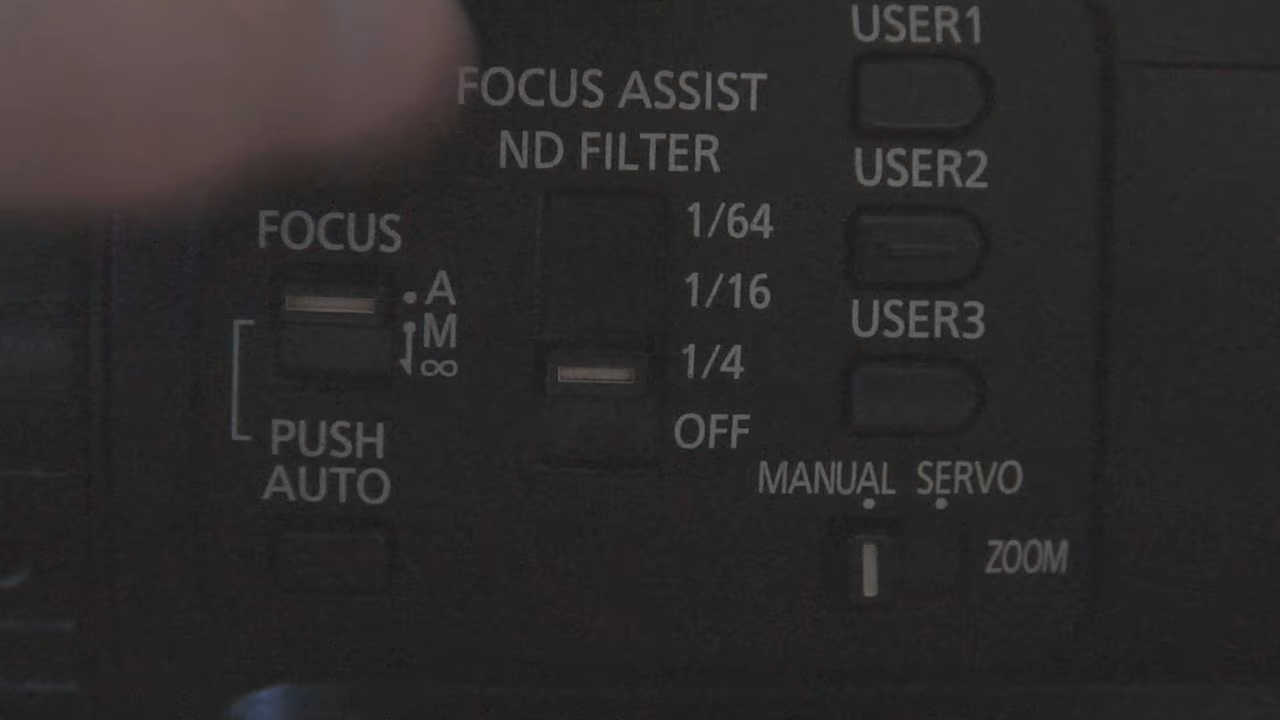 USER1
FOCUS ASSIST
ND FILTER
USER2
1/64
FOCUS
A
1/16
M
USER3
∞
1/4
PUSH
AUTO
OFF
MANUAL SERVO
ZOOM